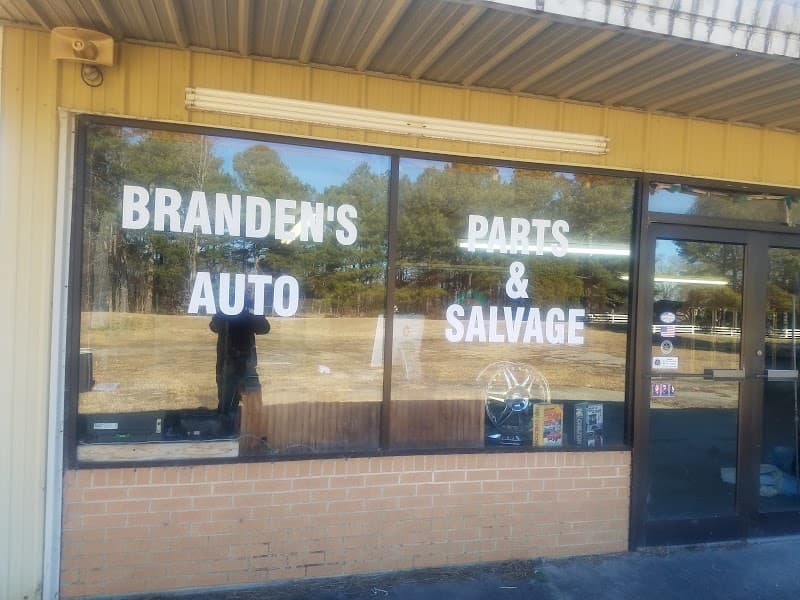 BRANDEN'S
AUTO
PARTS
&
SALVAGE